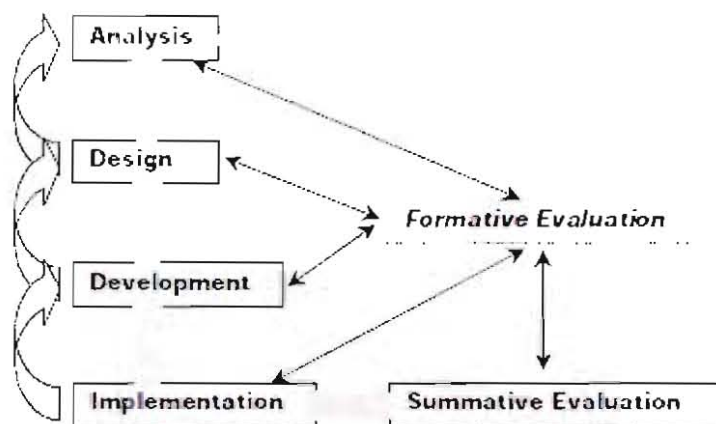 Analysis
Design
Formative Evaluation
Development
Implementation
Summative Evaluation